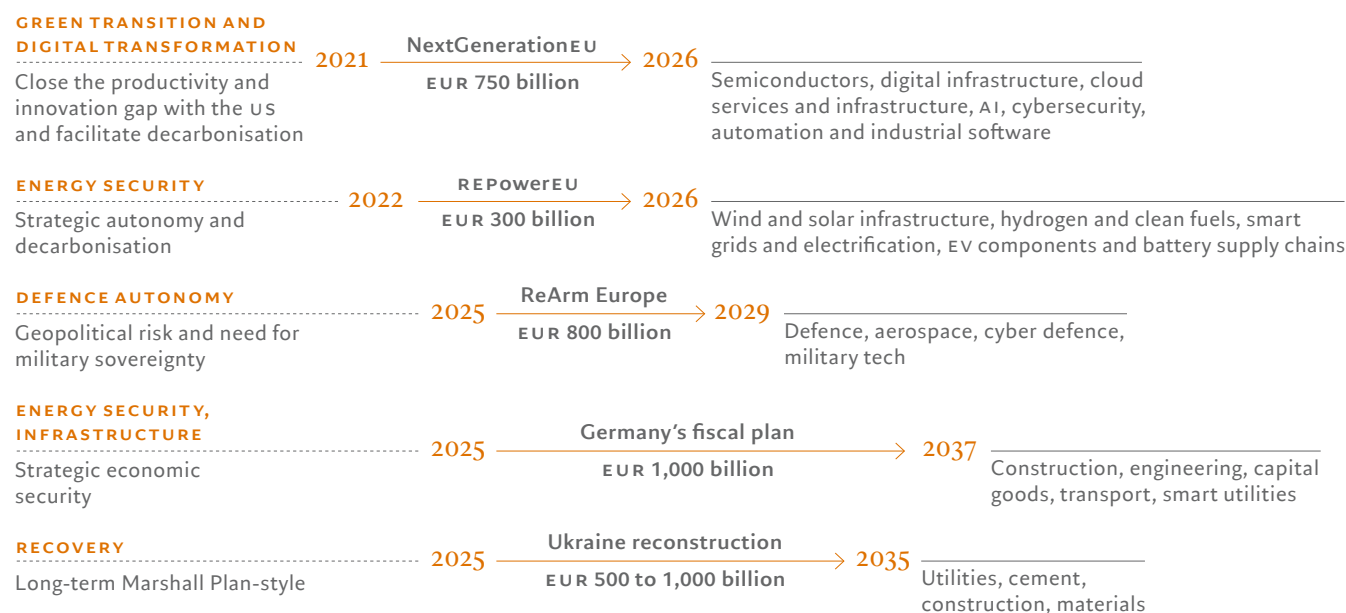 GREEN TRANSITION AND
DIGITAL TRANSFORMATION
Close the productivity and
innovation gap with the US
and facilitate decarbonisation
2021
NextGenerationEU
EUR 750 billion
2026
Semiconductors, digital infrastructure, cloud
services and infrastructure, AI, cybersecurity,
automation and industrial software
ENERGY SECURITY
Strategic autonomy and
decarbonisation
2022
REPowerEU
EUR 300 billion
2026
Wind and solar infrastructure, hydrogen and clean fuels, smart
grids and electrification, EV components and battery supply chains
DEFENCE AUTONOMY
Geopolitical risk and need for
military sovereignty
2025
ReArm Europe
EUR 800 billion
2029
Defence, aerospace, cyber defence,
military tech
ENERGY SECURITY,
INFRASTRUCTURE
Strategic economic
security
2025
Germany's fiscal plan
EUR 1,000 billion
2037
Construction, engineering, capital
goods, transport, smart utilities
RECOVERY
Long-term Marshall Plan-style
2025
Ukraine reconstruction
EUR 500 to 1,000 billion
2035
Utilities, cement,
construction, materials